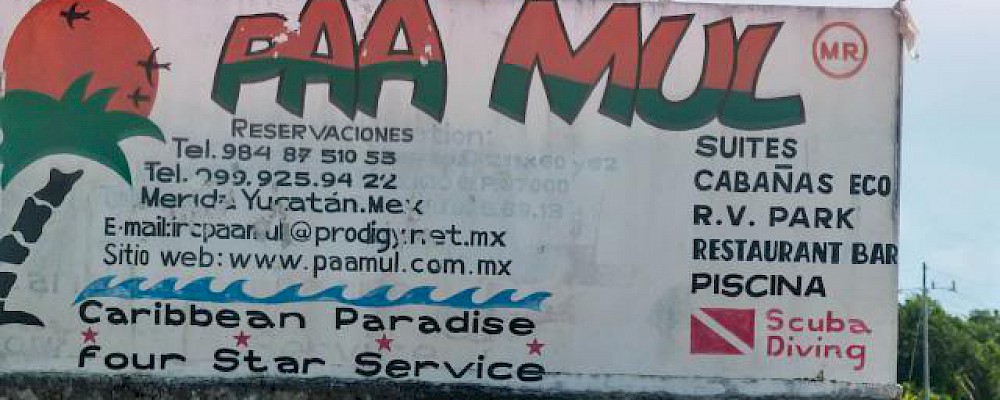 PAA MUL MR
RESERVACIONES
Tel. 984 87 510 53
Tel. 999.925.94 22
Merida Yucatán.Mex
@prodigy.net.mx
Sitio web: www.paamul.com.mx
Caribbean Paradise
four Star Service
SUITES
CABAÑAS ECO
R.V. PARK
RESTAURANT BAR
PISCINA
Scuba
Diving